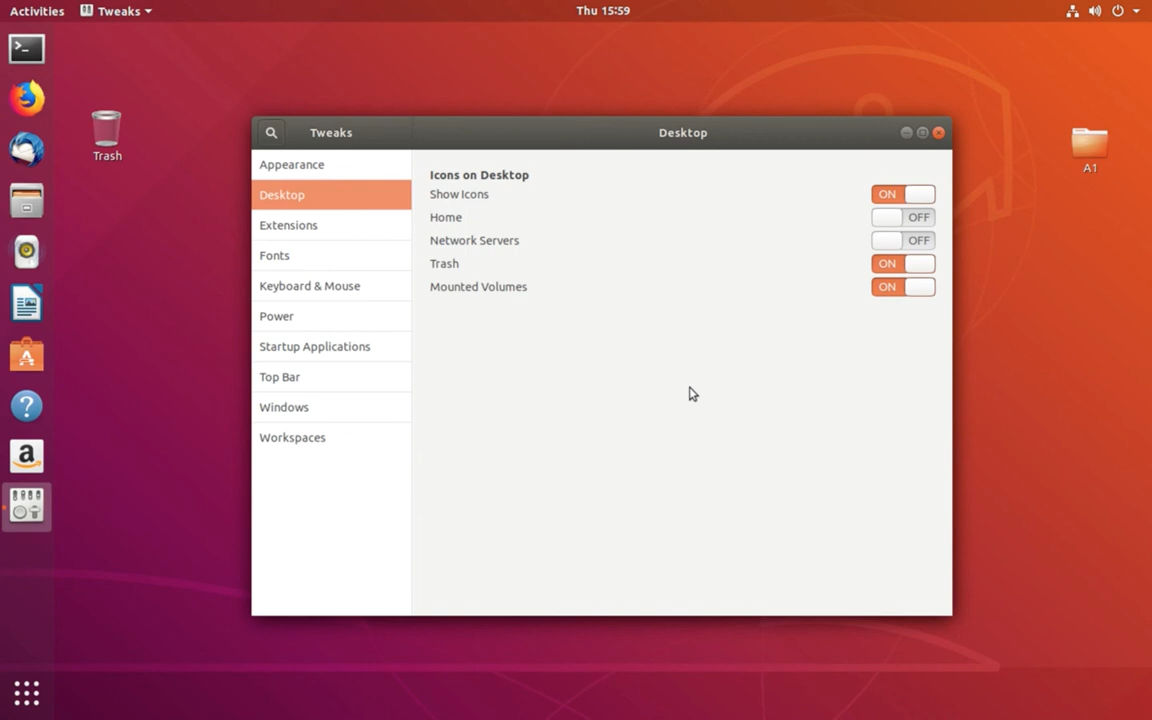 Activities Tweaks Thu 15:59
Trash
A1
Tweaks Desktop
Appearance
Desktop
Extensions
Fonts
Keyboard & Mouse
Power
Startup Applications
Top Bar
Windows
Workspaces
Icons on Desktop
Show Icons ON
Home OFF
Network Servers OFF
Trash ON
Mounted Volumes ON
>_
?
a